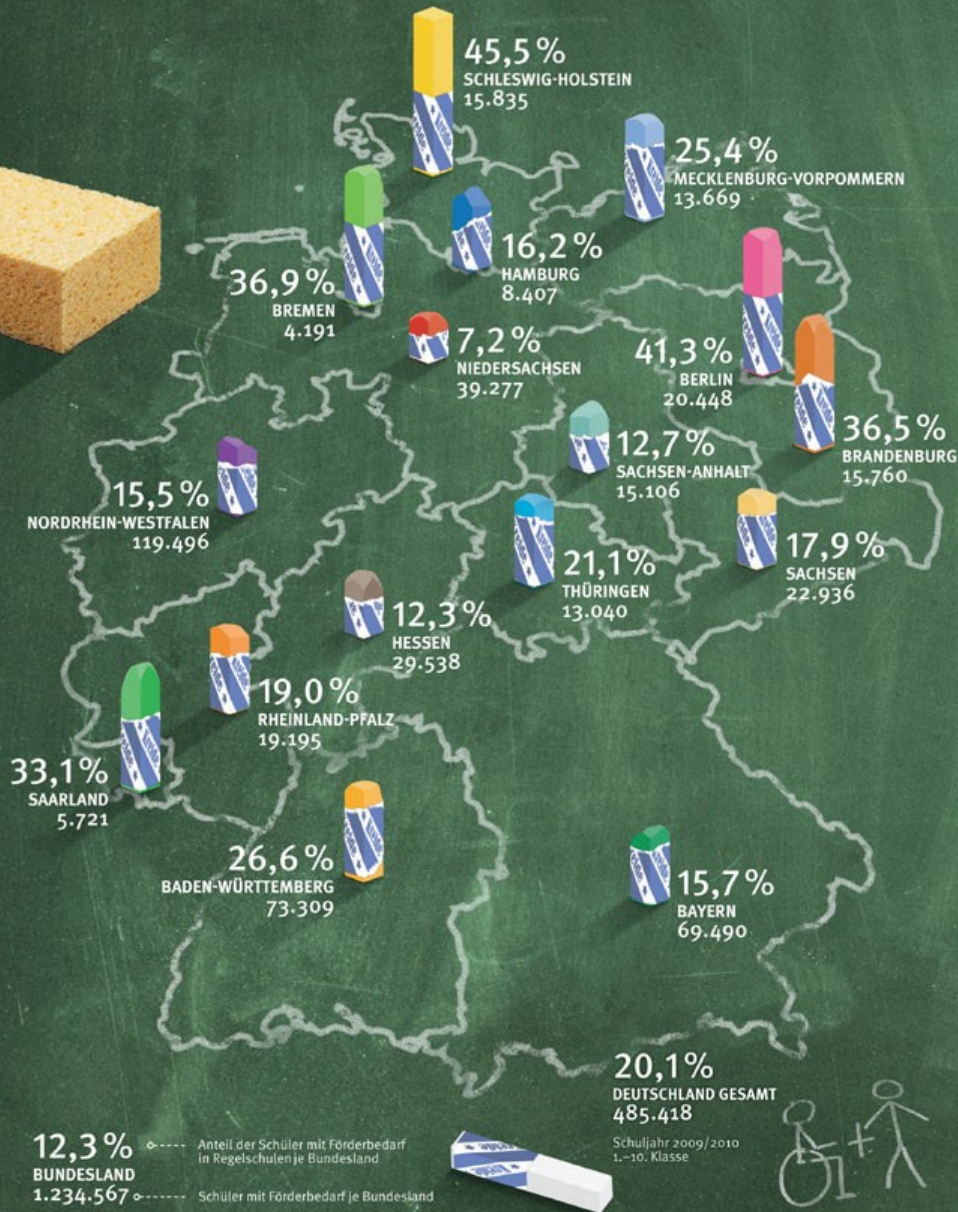 45,5 %
SCHLESWIG-HOLSTEIN
15.835
25,4 %
MECKLENBURG-VORPOMMERN
13.669
16,2 %
HAMBURG
8.407
36,9 %
BREMEN
4.191
7,2 %
NIEDERSACHSEN
39.277
41,3 %
BERLIN
20.448
36,5 %
BRANDENBURG
15.760
12,7 %
SACHSEN-ANHALT
15.106
15,5 %
NORDRHEIN-WESTFALEN
119.496
17,9 %
SACHSEN
22.936
21,1 %
THÜRINGEN
13.040
12,3 %
HESSEN
29.538
19,0 %
RHEINLAND-PFALZ
19.195
33,1 %
SAARLAND
5.721
26,6 %
BADEN-WÜRTTEMBERG
73.309
15,7 %
BAYERN
69.490
20,1 %
DEUTSCHLAND GESAMT
485.418
Schuljahr 2009/2010
1.–10. Klasse
12,3 %
BUNDESLAND
1.234.567
Anteil der Schüler mit Förderbedarf
in Regelschulen je Bundesland
Schüler mit Förderbedarf je Bundesland
Kreide